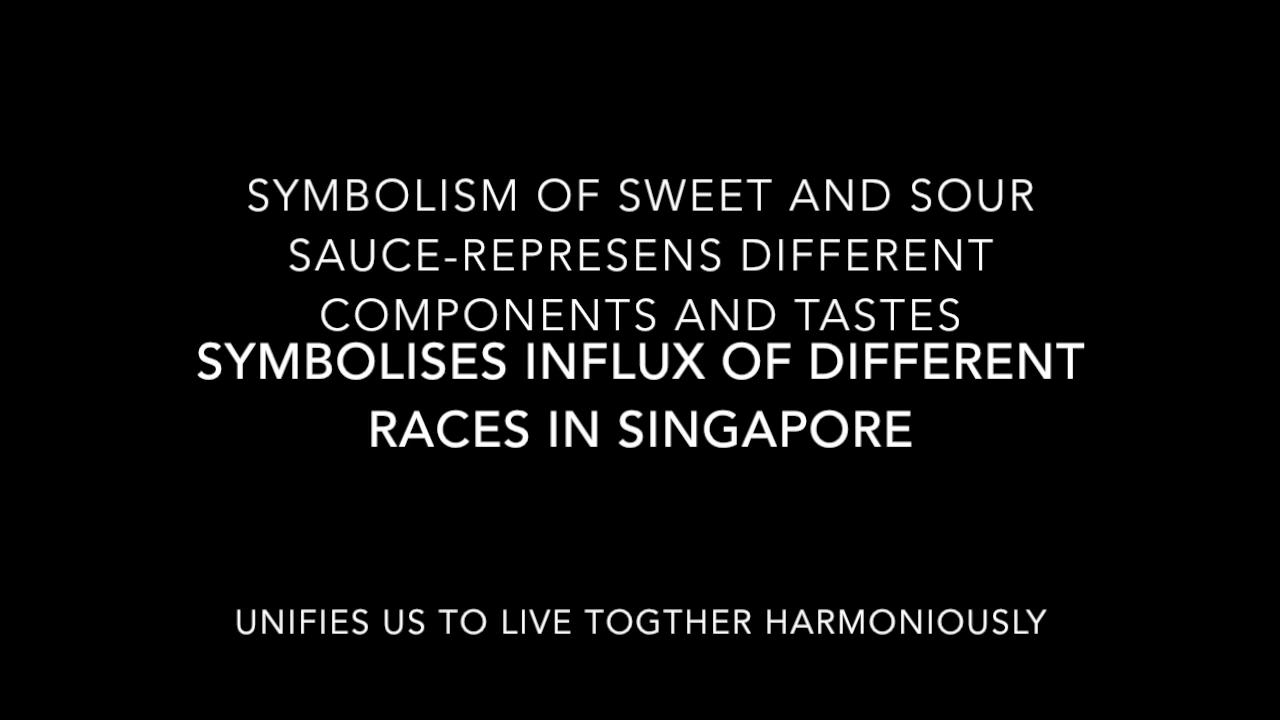 SYMBOLISM OF SWEET AND SOUR
SAUCE-REPRESENS DIFFERENT
COMPONENTS AND TASTES
SYMBOLISES INFLUX OF DIFFERENT
RACES IN SINGAPORE
UNIFIES US TO LIVE TOGTHER HARMONIOUSLY